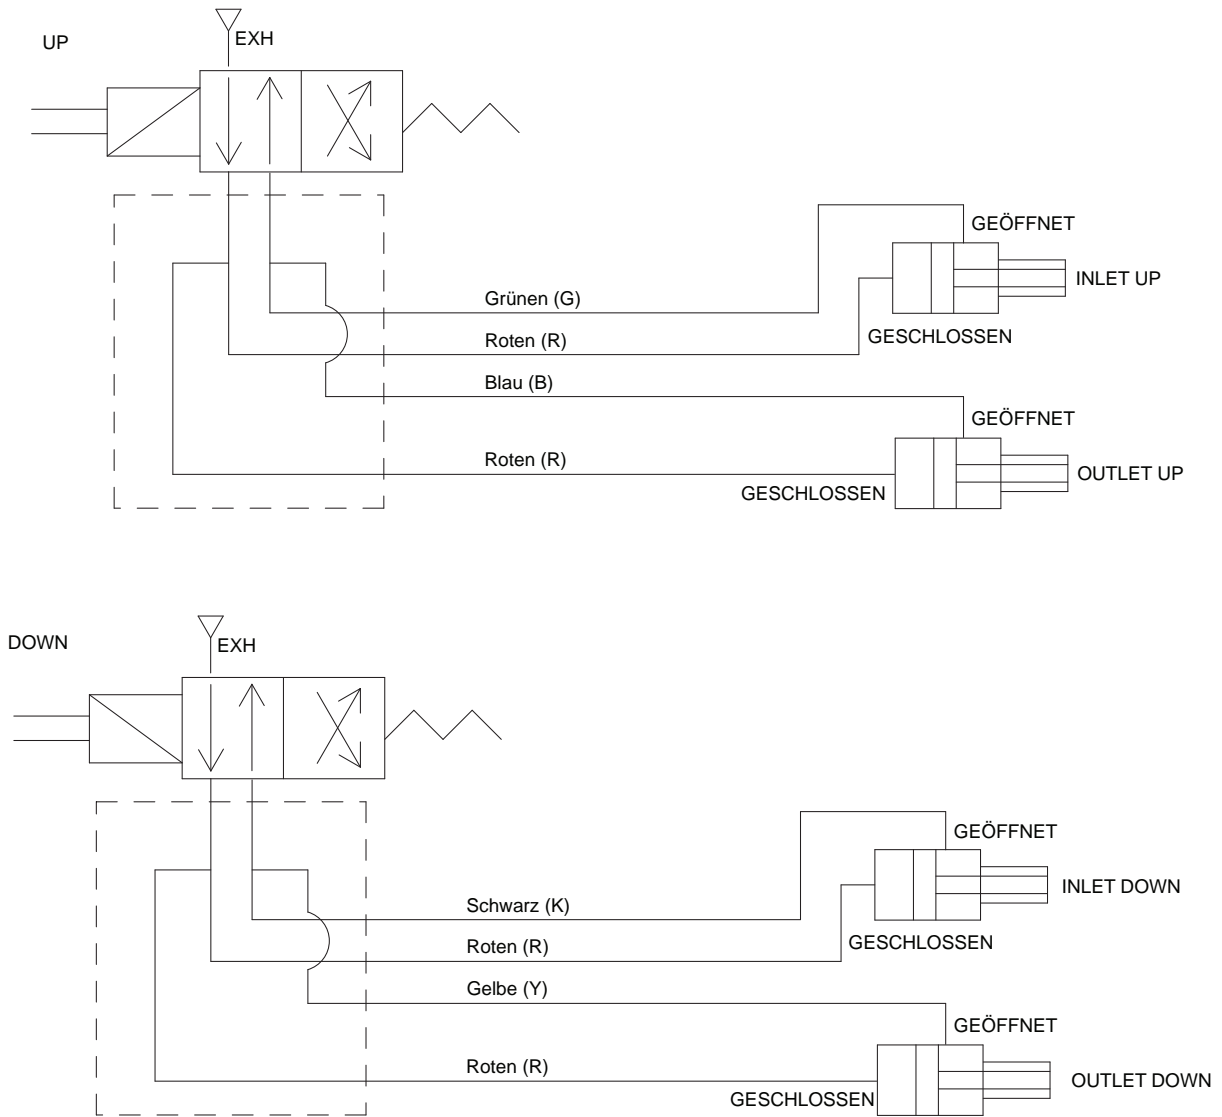 UP
EXH
GEÖFFNET
INLET UP
Grünen (G)
Roten (R)
GESCHLOSSEN
Blau (B)
GEÖFFNET
Roten (R)
OUTLET UP
GESCHLOSSEN
DOWN
EXH
GEÖFFNET
INLET DOWN
Schwarz (K)
Roten (R)
GESCHLOSSEN
Gelbe (Y)
GEÖFFNET
Roten (R)
OUTLET DOWN
GESCHLOSSEN